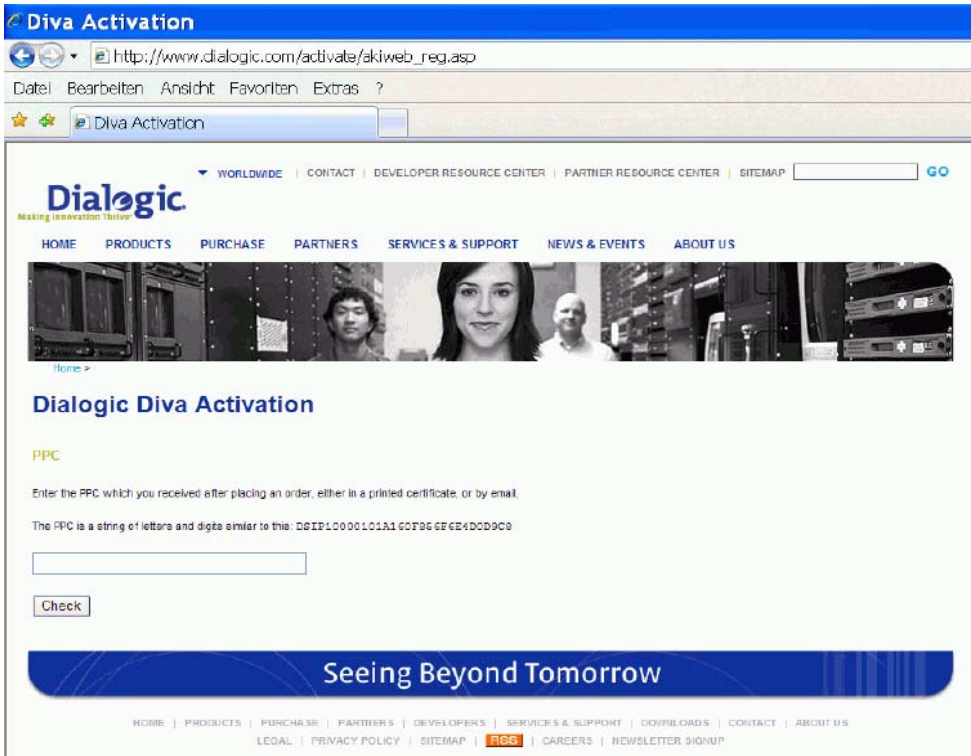 Diva Activation
http://www.dialogic.com/activate/akiweb_reg.asp
Datei Bearbeiten Ansicht Favoriten Extras ?
Diva Activation
WORLDWIDE | CONTACT | DEVELOPER RESOURCE CENTER | PARTNER RESOURCE CENTER | SITEMAP GO
Dialogic.
Making Innovation Thrive
HOME PRODUCTS PURCHASE PARTNERS SERVICES & SUPPORT NEWS & EVENTS ABOUT US
Home >
Dialogic Diva Activation
PPC
Enter the PPC which you received after placing an order, either in a printed certificate, or by email.
The PPC is a string of letters and digits similar to this:
Check
Seeing Beyond Tomorrow
HOME | PRODUCTS | PURCHASE | PARTNERS | DEVELOPERS | SERVICES & SUPPORT | DOWNLOADS | CONTACT | ABOUT US
LEGAL | PRIVACY POLICY | SITEMAP | RSS | CAREERS | NEWSLETTER SIGNUP